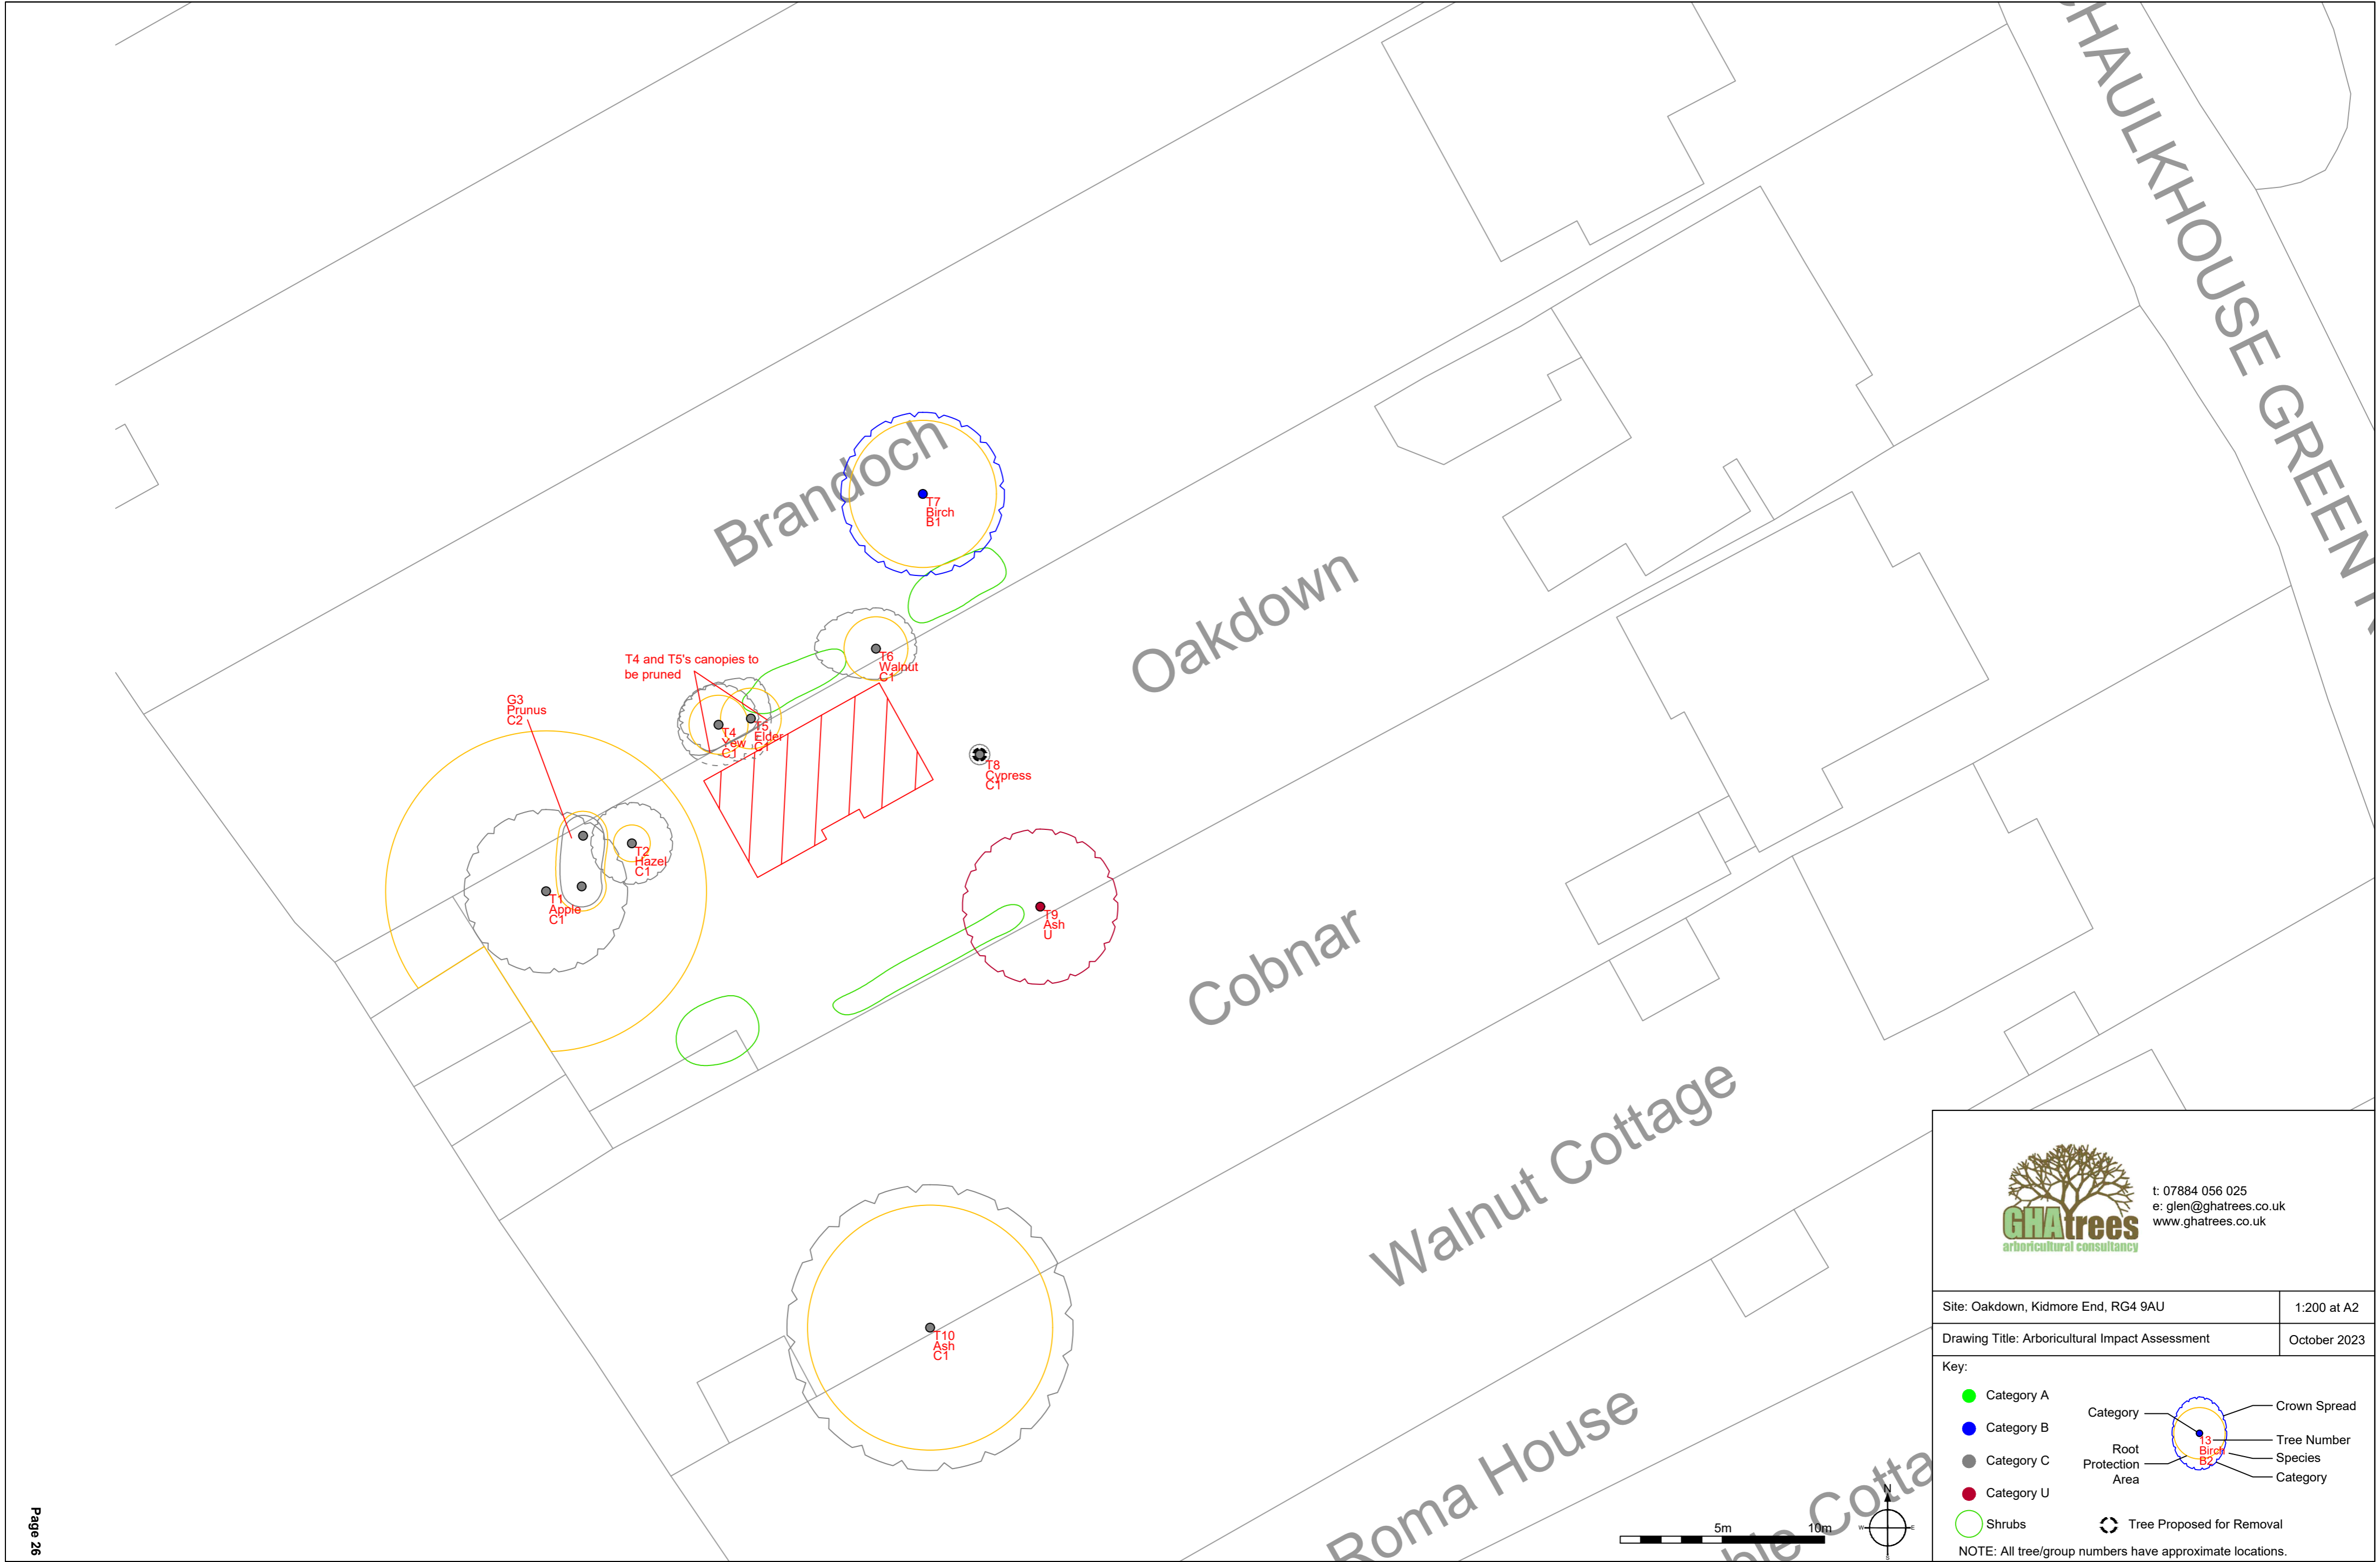 CHAULKHOUSE GREEN R
Brandoch
T7
Birch
B1
Oakdown
T6
Walnut
C1
T4 and T5's canopies to
be pruned
G3
Prunus
C2
T4
Yew
C1
T5
Elder
C1
T8
Cypress
C1
T2
Hazel
C1
T1
Apple
C1
T9
Ash
U
Cobnar
Walnut Cottage
T10
Ash
C1
Roma House
ble Cotta
5m
10m
N
W
E
S
GHAtrees
arboricultural consultancy
t: 07884 056 025
e: glen@ghatrees.co.uk
www.ghatrees.co.uk
Site: Oakdown, Kidmore End, RG4 9AU
1:200 at A2
Drawing Title: Arboricultural Impact Assessment
October 2023
Key:
Category A
Category B
Category C
Category U
Shrubs
Category
Root
Protection
Area
13
Birch
B2
Crown Spread
Tree Number
Species
Category
Tree Proposed for Removal
NOTE: All tree/group numbers have approximate locations.
Page 26